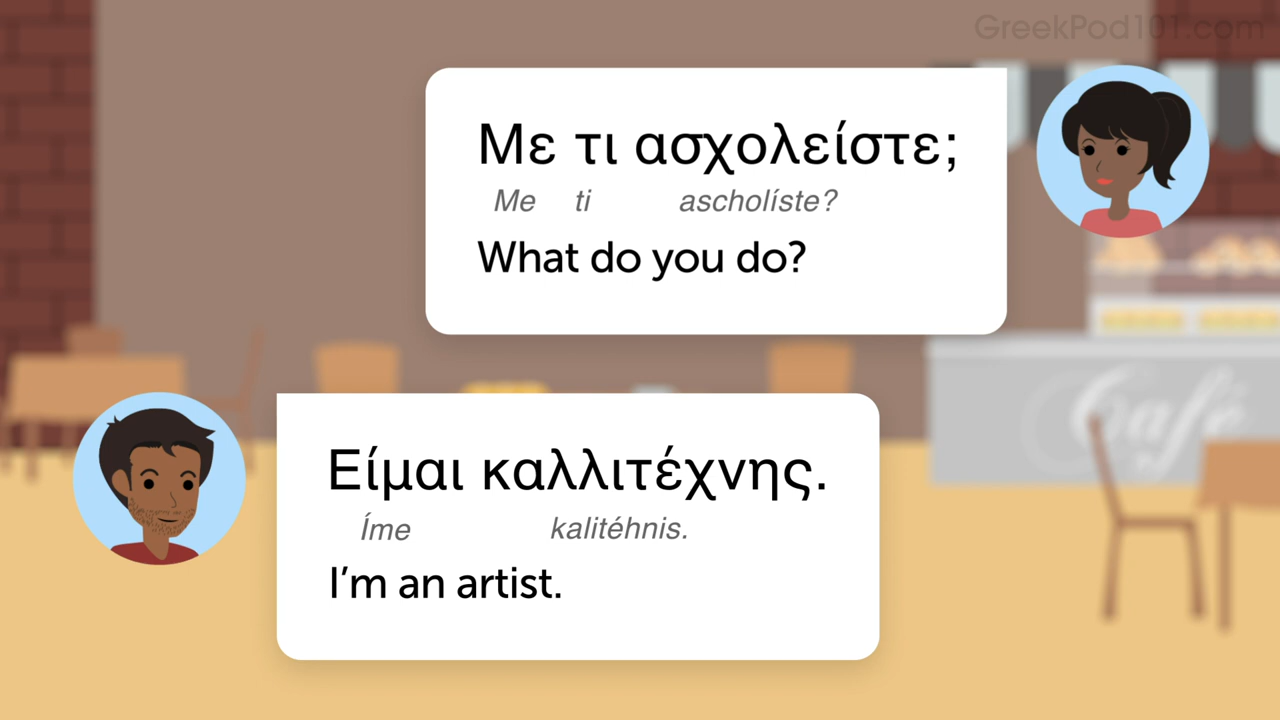 GreekPod101.com
Με τι ασχολείστε;
Me ti ascholíste?
What do you do?
Είμαι καλλιτέχνης.
Íme kalitéhnis.
I’m an artist.
Café